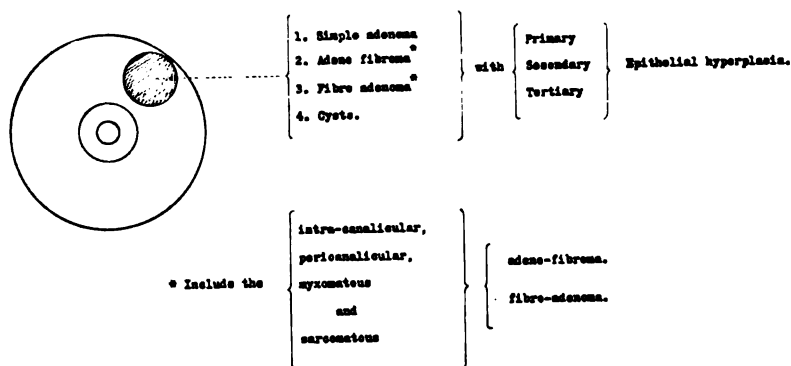 1. Simple adenoma
2. Adeno fibroma*
3. Fibro adenoma*
4. Cysts.
with
Primary
Secondary
Tertiary
Epithelial hyperplasia.
* Include the
intra-canalicular,
pericanalicular,
myxomatous
and
sarcomatous
adeno-fibroma.
fibro-adenoma.